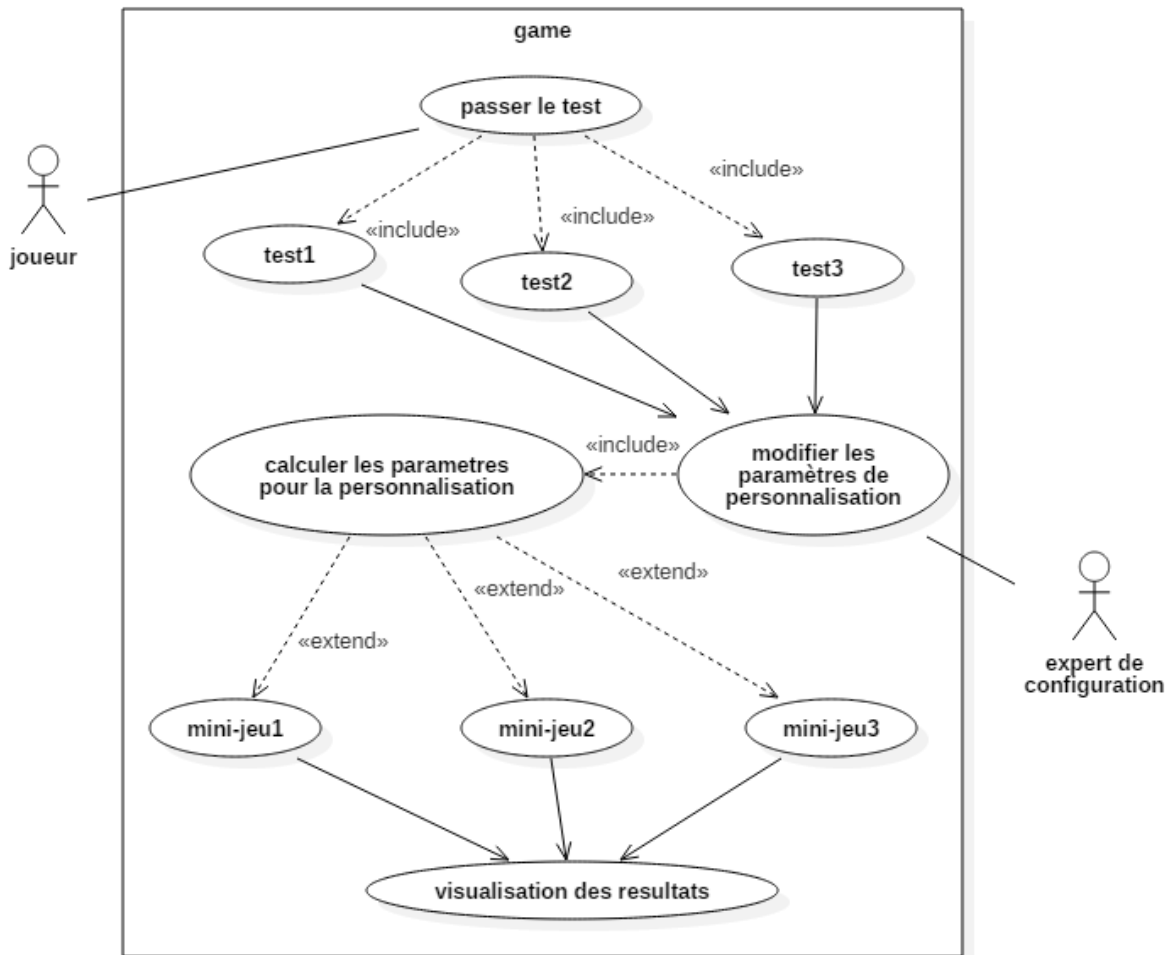 game
passer le test
«include»
«include»
«include»
joueur
test1
test2
test3
«include»
calculer les parametres
pour la personnalisation
modifier les
paramètres de
personnalisation
«extend»
«extend»
«extend»
expert de
configuration
mini-jeu1
mini-jeu2
mini-jeu3
visualisation des resultats